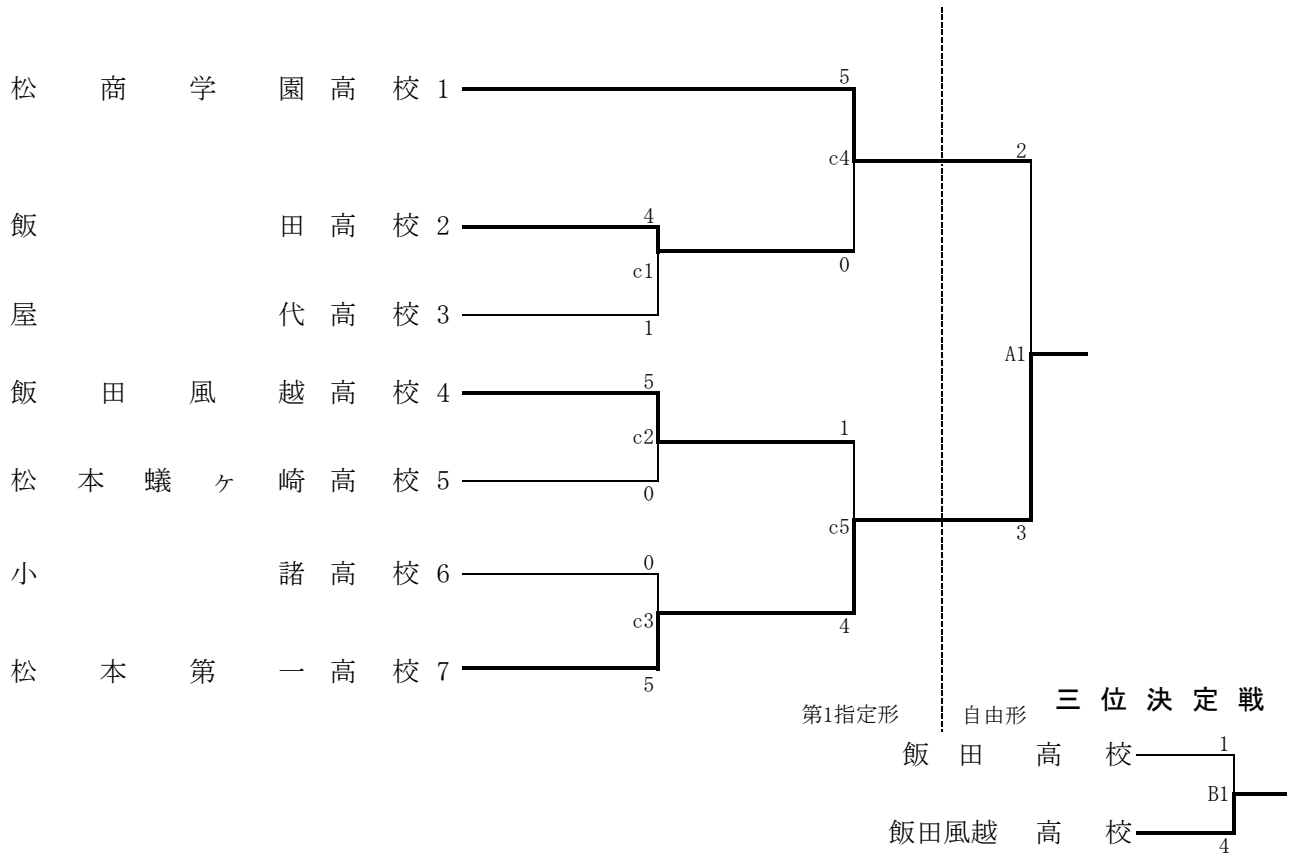 5
松商学園高校 1
2
c4
飯田高校 2
4
c1
0
屋代高校 3
1
A1
飯田風越高校 4
5
c2
1
松本蟻ヶ崎高校 5
0
c5
3
小諸高校 6
0
c3
4
松本第一高校 7
5
第1指定形 自由形
三位決定戦
飯田高校
1
B1
飯田風越高校
4